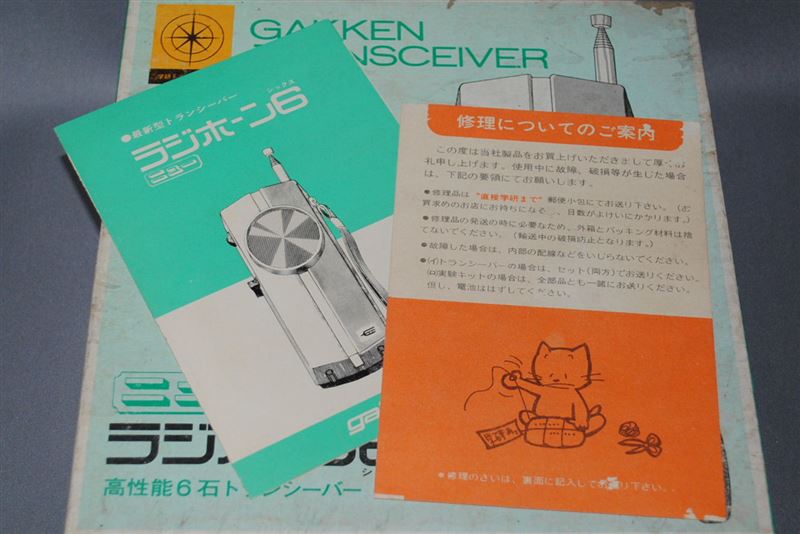 GAKKEN
NSCEIVER
●最新型トランシーバー
シックス
ラジホーン6
ニュー
ga
修理についてのご案内
この度は当社製品をお買上げいただきまして厚く
礼申し上げます。使用中に故障、破損等が生じた場合
は、下記の要領にてお願いします。
●修理品は"直接学研まで"郵便小包にてお送り下さい。(お
買求めのお店にお持ちになる 、日数がよけいにかかります。)
●修理品の発送の時に必要なため、外箱とパッキング材料は捨
てないでください。(輸送中の破損防止となります。)
●故障した場合は、内部の配線などをいじらないでください。
●(イ)トランシーバーの場合は、セット(両方)でお送りください。
(ロ)実験キットの場合は、全部品とも一緒にお送りください。
但し、電池ははずしてください。
●修理のさいは、裏面に記入してお送り下さい。
ニュ
ラジ
シ
高性能6石トランシーバー